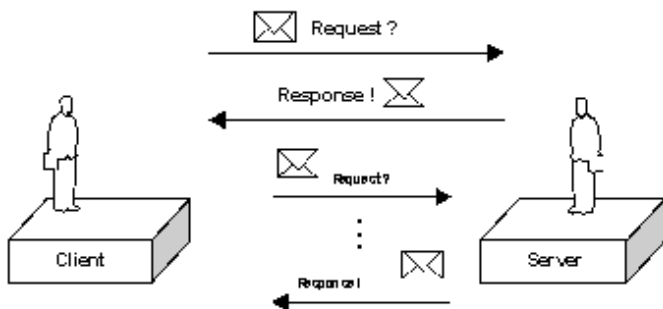 Request ?
Response !
Request?
Client
Server
Response!